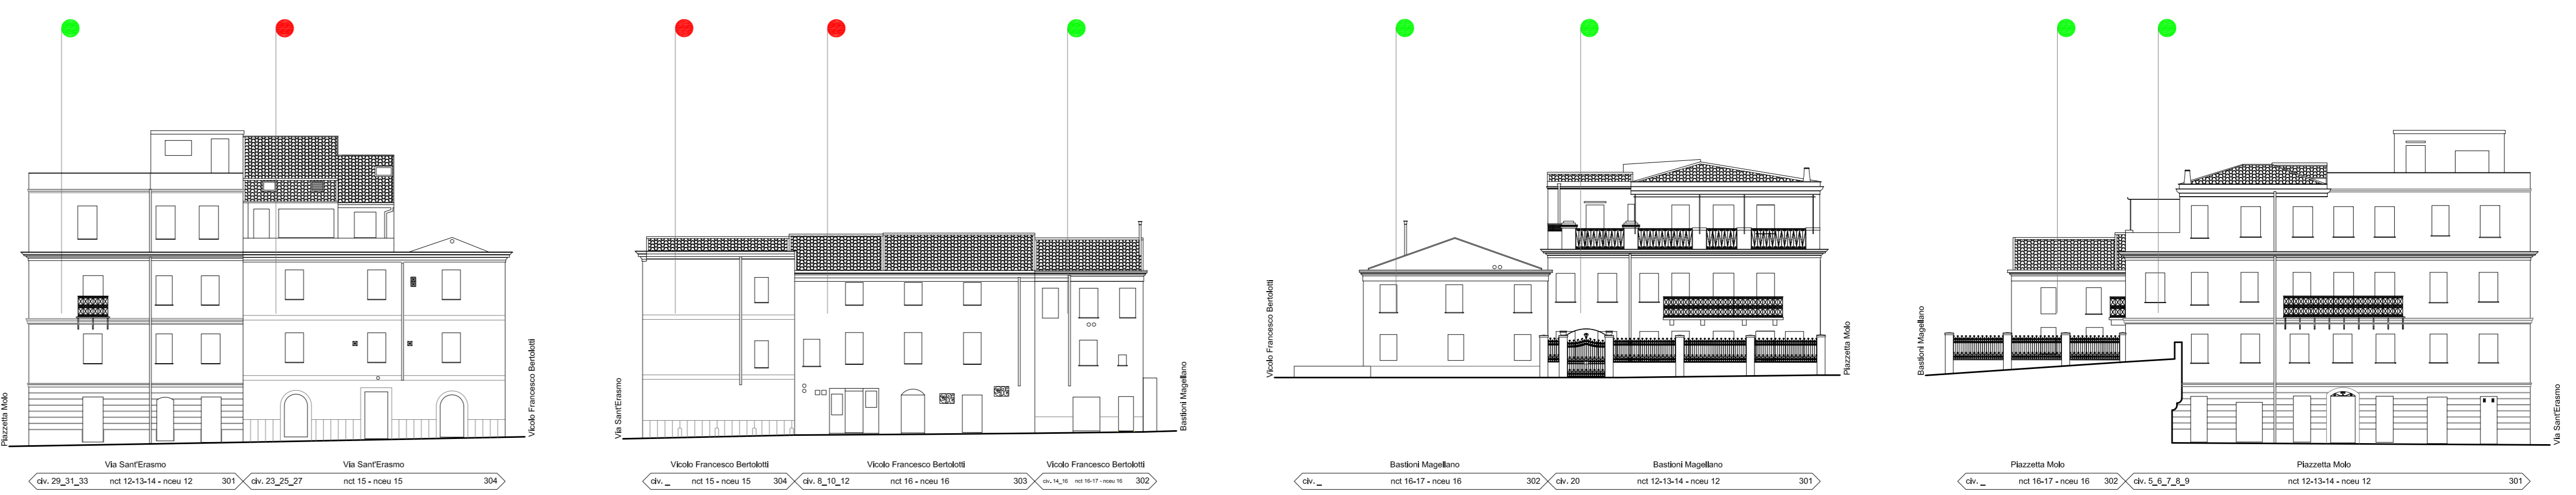 Piazzetta Molo
Vicolo Francesco Bertolotti
Via Sant'Erasmo
Via Sant'Erasmo
civ. 29_31_33 nct 12-13-14 - nceu 12 301
civ. 23_25_27 nct 15 - nceu 15 304
Via Sant'Erasmo
Bastioni Magellano
Vicolo Francesco Bertolotti
Vicolo Francesco Bertolotti
Vicolo Francesco Bertolotti
civ. _ nct 15 - nceu 15 304
civ. 8_10_12 nct 16 - nceu 16 303
civ. 14_16 nct 16-17 - nceu 16 302
Vicolo Francesco Bertolotti
Piazzetta Molo
Bastioni Magellano
Bastioni Magellano
civ. _ nct 16-17 - nceu 16 302
civ. 20 nct 12-13-14 - nceu 12 301
Bastioni Magellano
Via Sant'Erasmo
Piazzetta Molo
Piazzetta Molo
civ. _ nct 16-17 - nceu 16 302
civ. 5_6_7_8_9 nct 12-13-14 - nceu 12 301